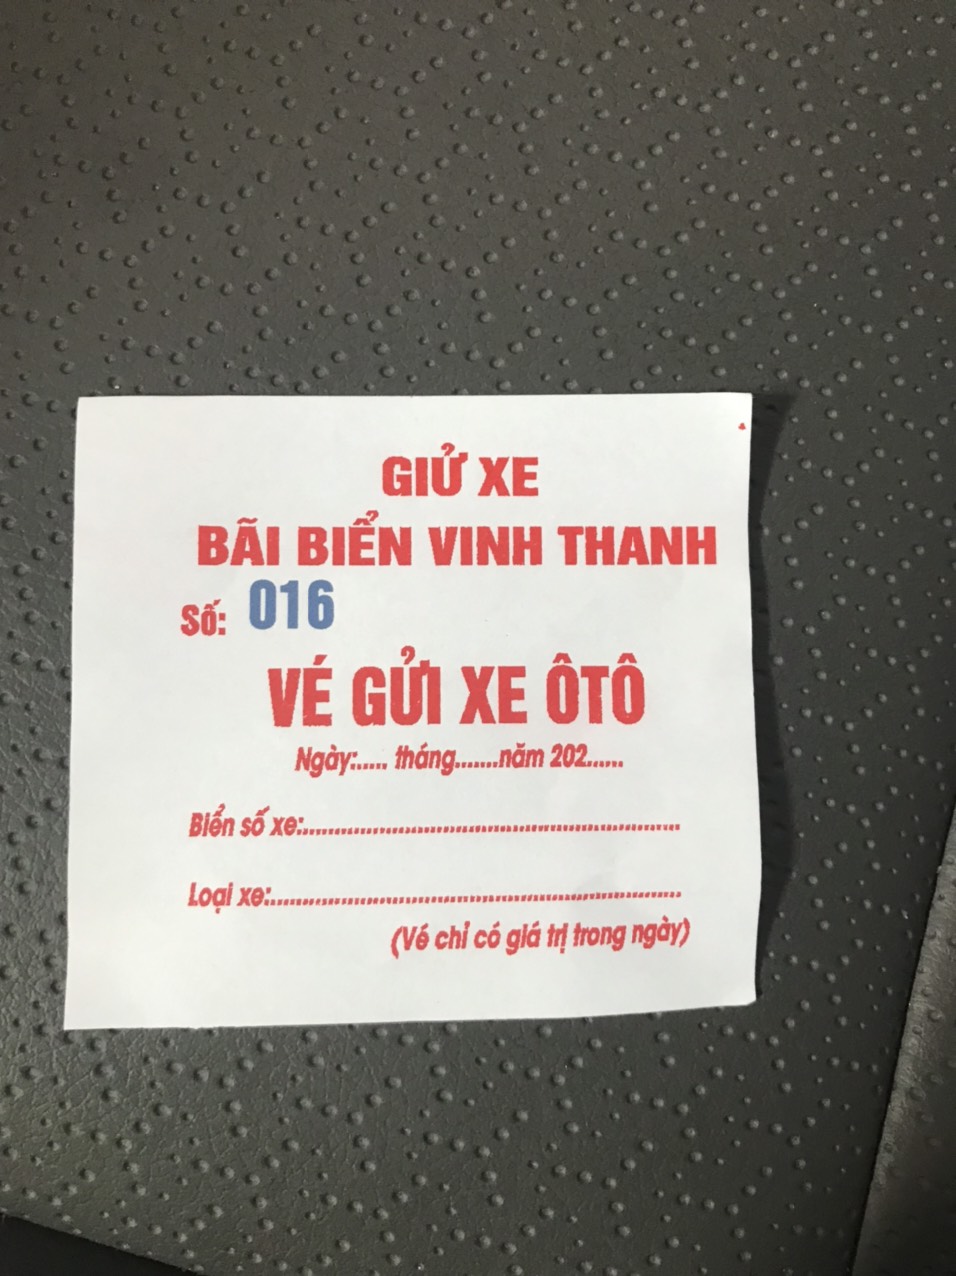 GIỬ XE
BÃI BIỂN VINH THANH
Số: 016
VÉ GỬI XE ÔTÔ
Ngày:..... tháng.......năm 202......
Biển số xe:............................................................
Loại xe:.................................................................
(Vé chỉ có giá trị trong ngày)